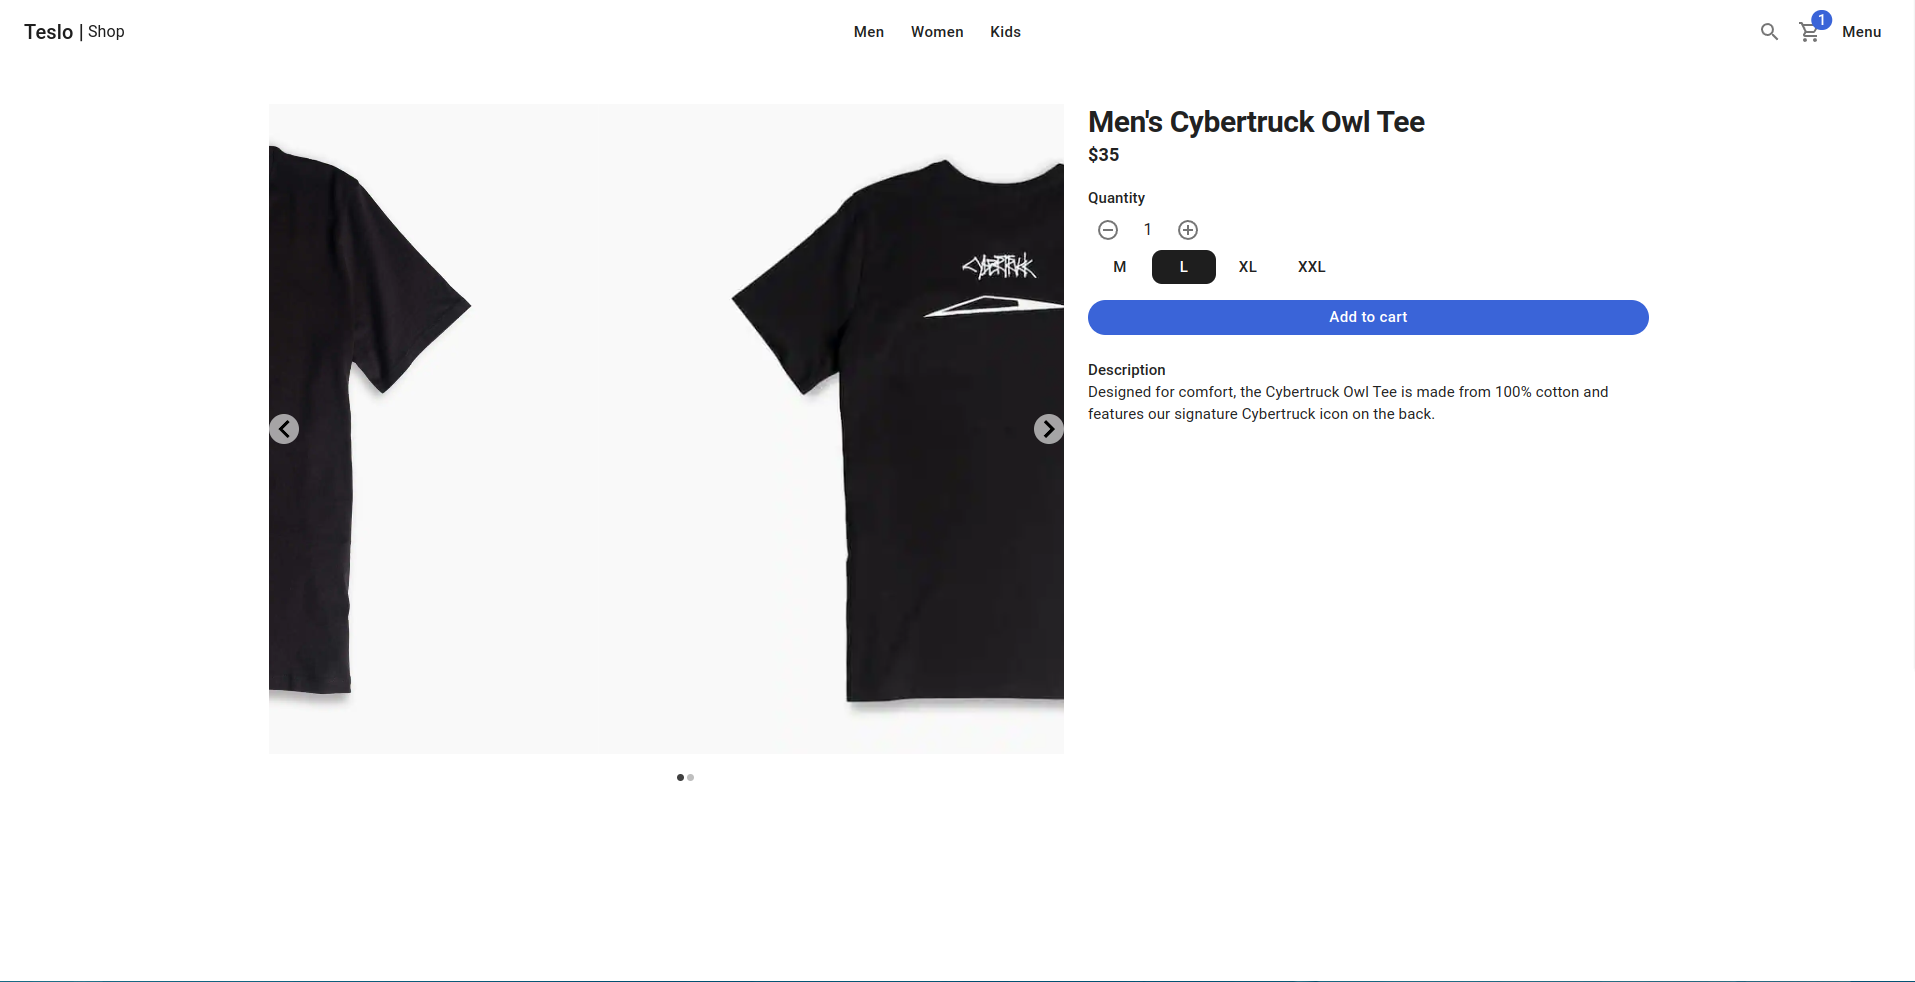 Teslo | Shop
Men Women Kids
1 Menu
Men's Cybertruck Owl Tee
$35
Quantity
1
M L XL XXL
Add to cart
Description
Designed for comfort, the Cybertruck Owl Tee is made from 100% cotton and
features our signature Cybertruck icon on the back.
CYBERTRUCK